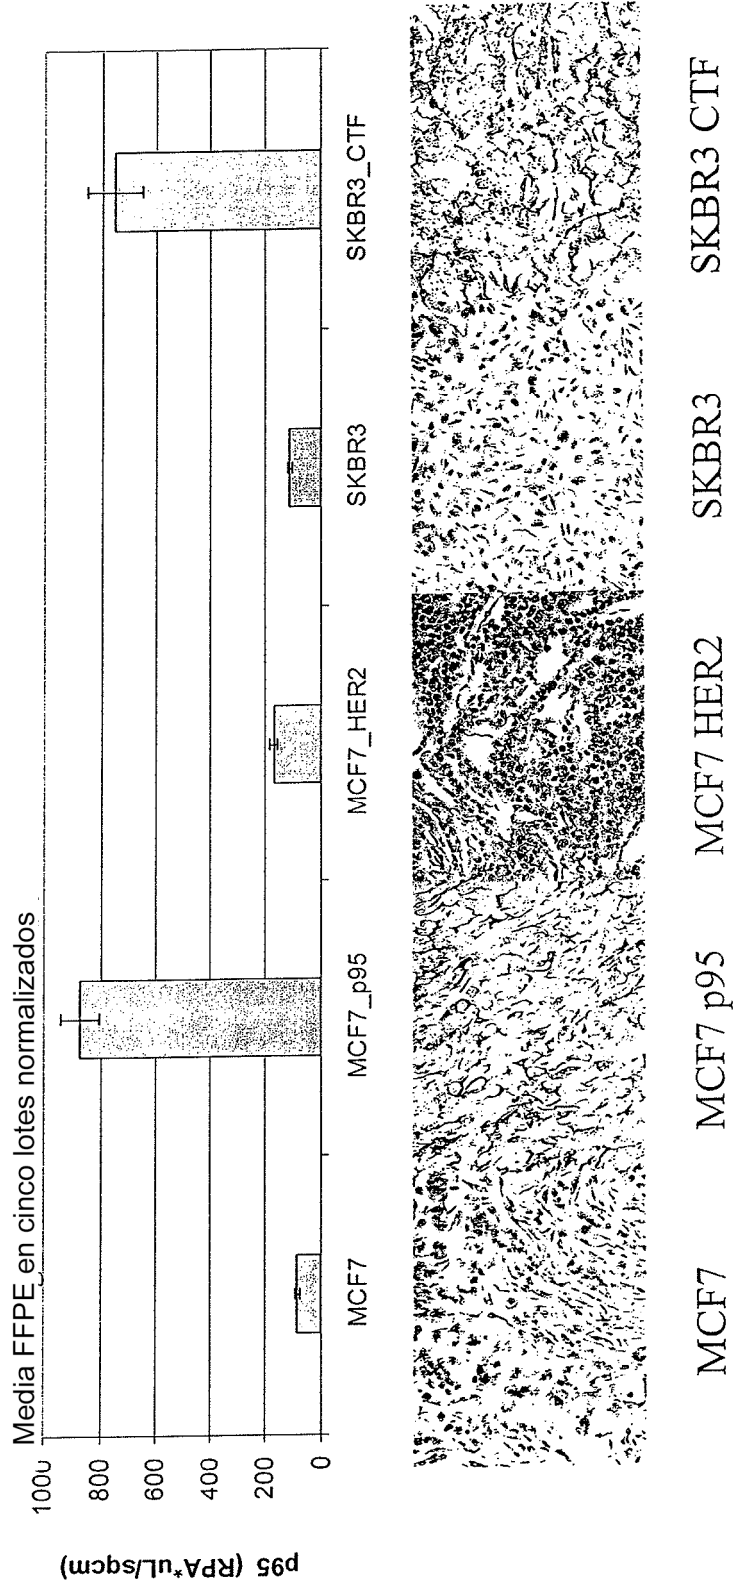 Media FFPE en cinco lotes normalizados
p95 (RPA*uL/sqcm)
1000
800
600
400
200
0
MCF7
MCF7_p95
MCF7_HER2
SKBR3
SKBR3_CTF
MCF7
MCF7 p95
MCF7 HER2
SKBR3
SKBR3 CTF